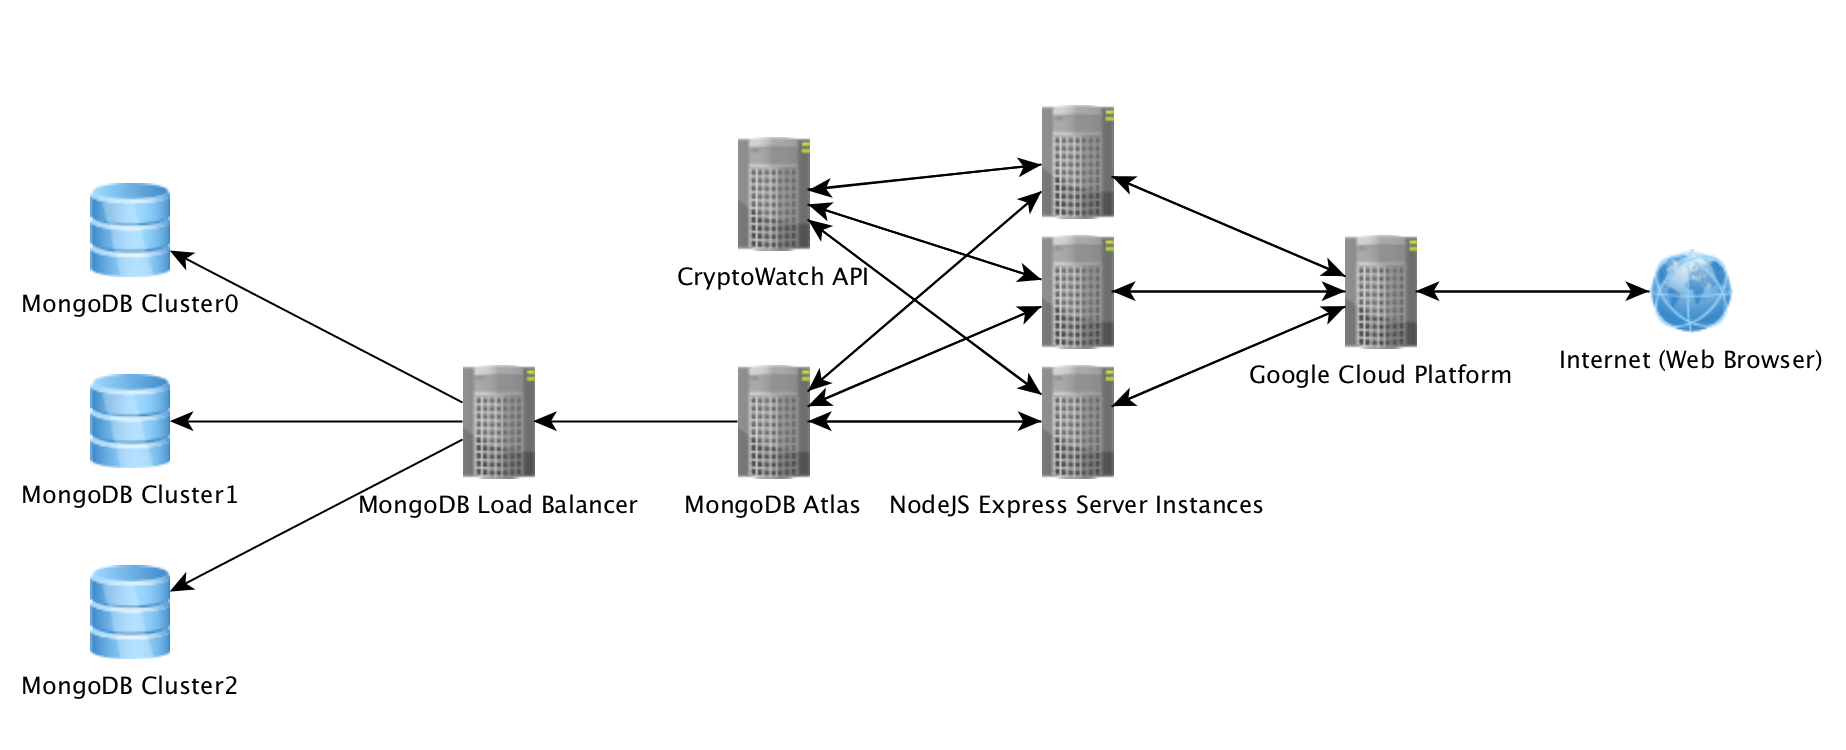 CryptoWatch API
MongoDB Cluster0
Internet (Web Browser)
Google Cloud Platform
MongoDB Cluster1
MongoDB Load Balancer
MongoDB Atlas
NodeJS Express Server Instances
MongoDB Cluster2